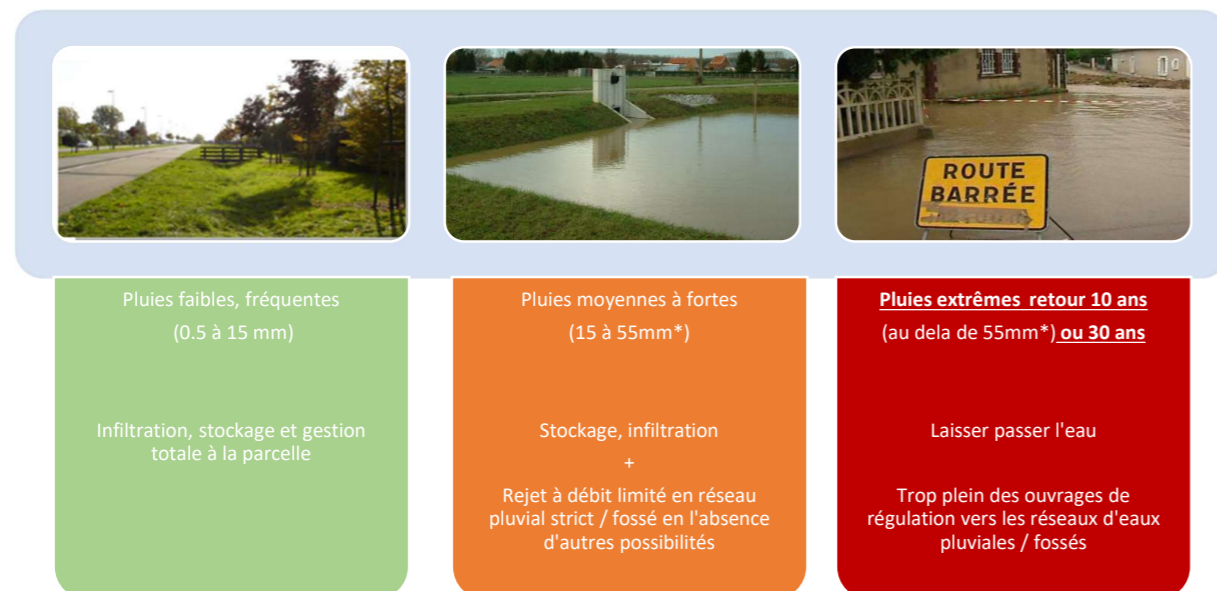 ROUTE
BARRÉE
Pluies faibles, fréquentes
(0.5 à 15 mm)
Infiltration, stockage et gestion
totale à la parcelle
Pluies moyennes à fortes
(15 à 55mm*)
Stockage, infiltration
+
Rejet à débit limité en réseau
pluvial strict / fossé en l'absence
d'autres possibilités
Pluies extrêmes retour 10 ans
(au dela de 55mm*) ou 30 ans
Laisser passer l'eau
Trop plein des ouvrages de
régulation vers les réseaux d'eaux
pluviales / fossés